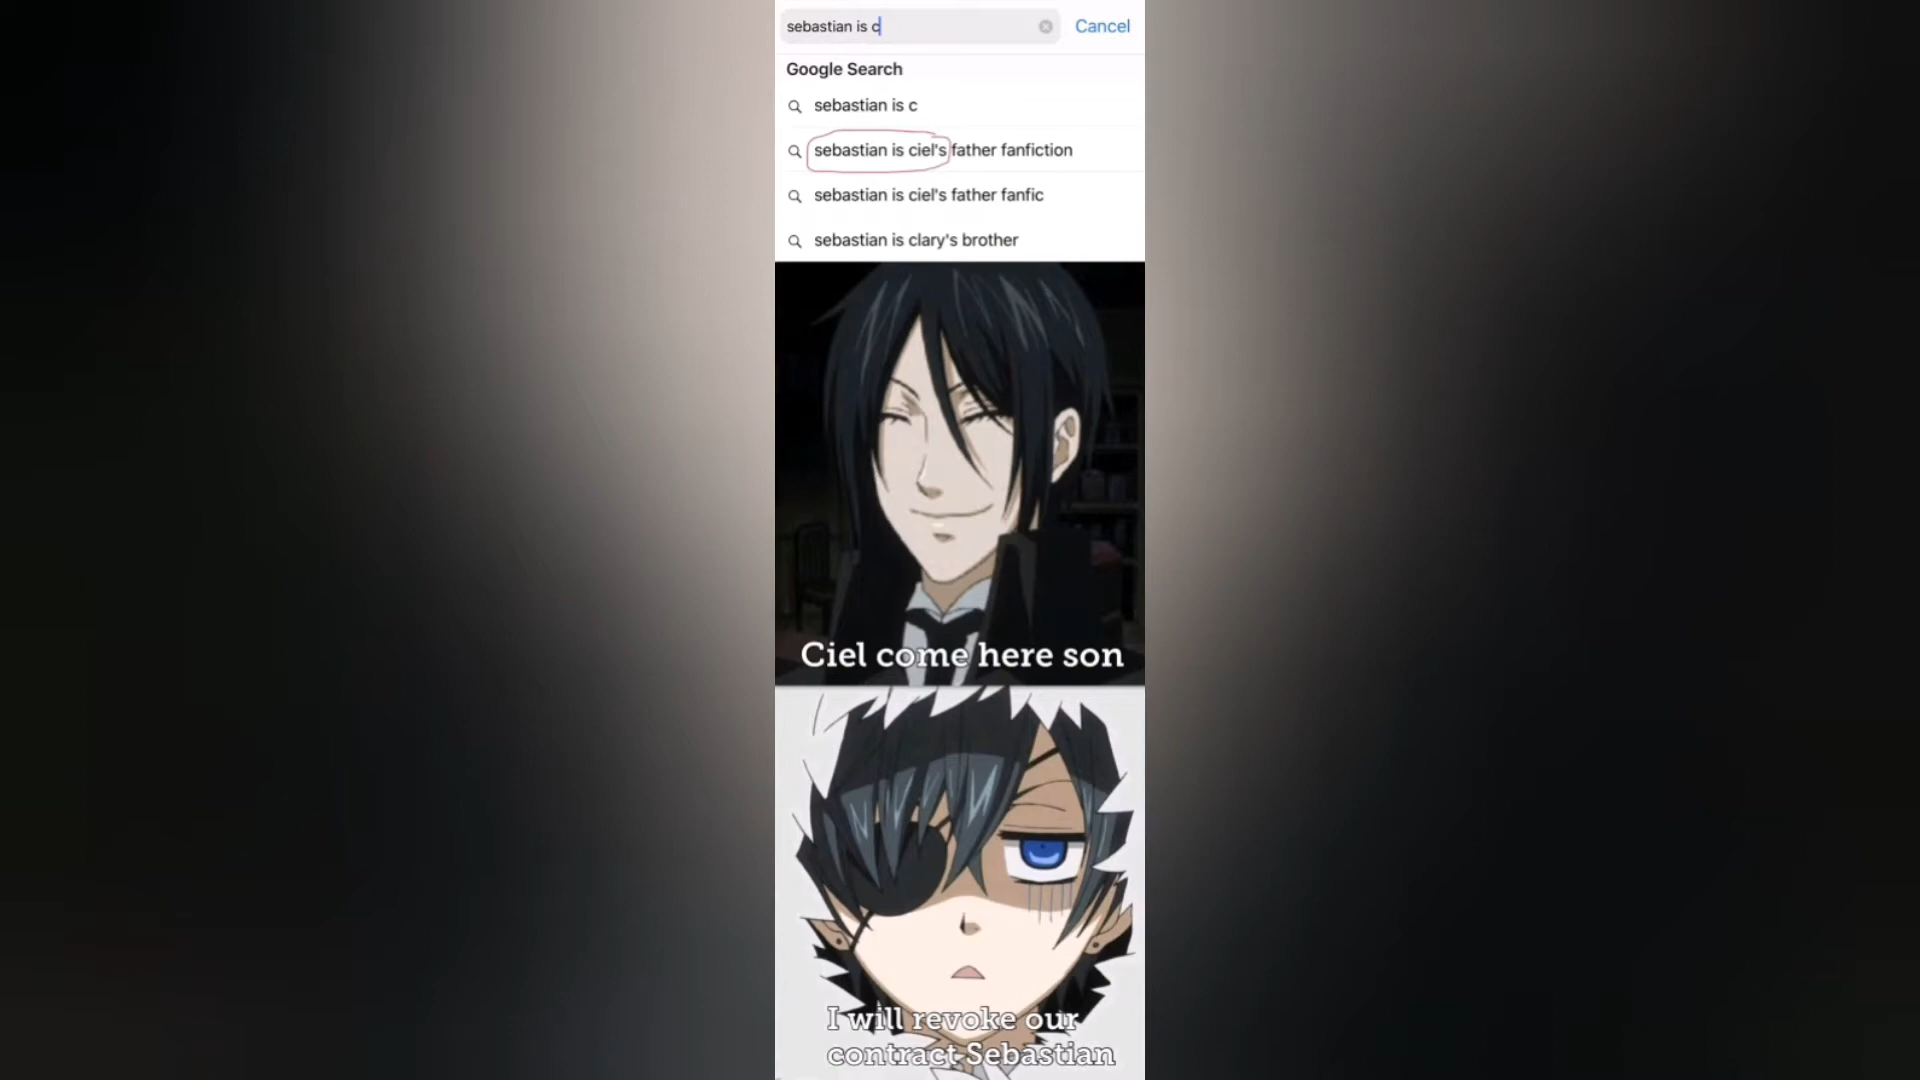 sebastian is c
Cancel
Google Search
sebastian is c
sebastian is ciel's father fanfiction
sebastian is ciel's father fanfic
sebastian is clary's brother
Ciel come here son
I will revoke our
contract Sebastian